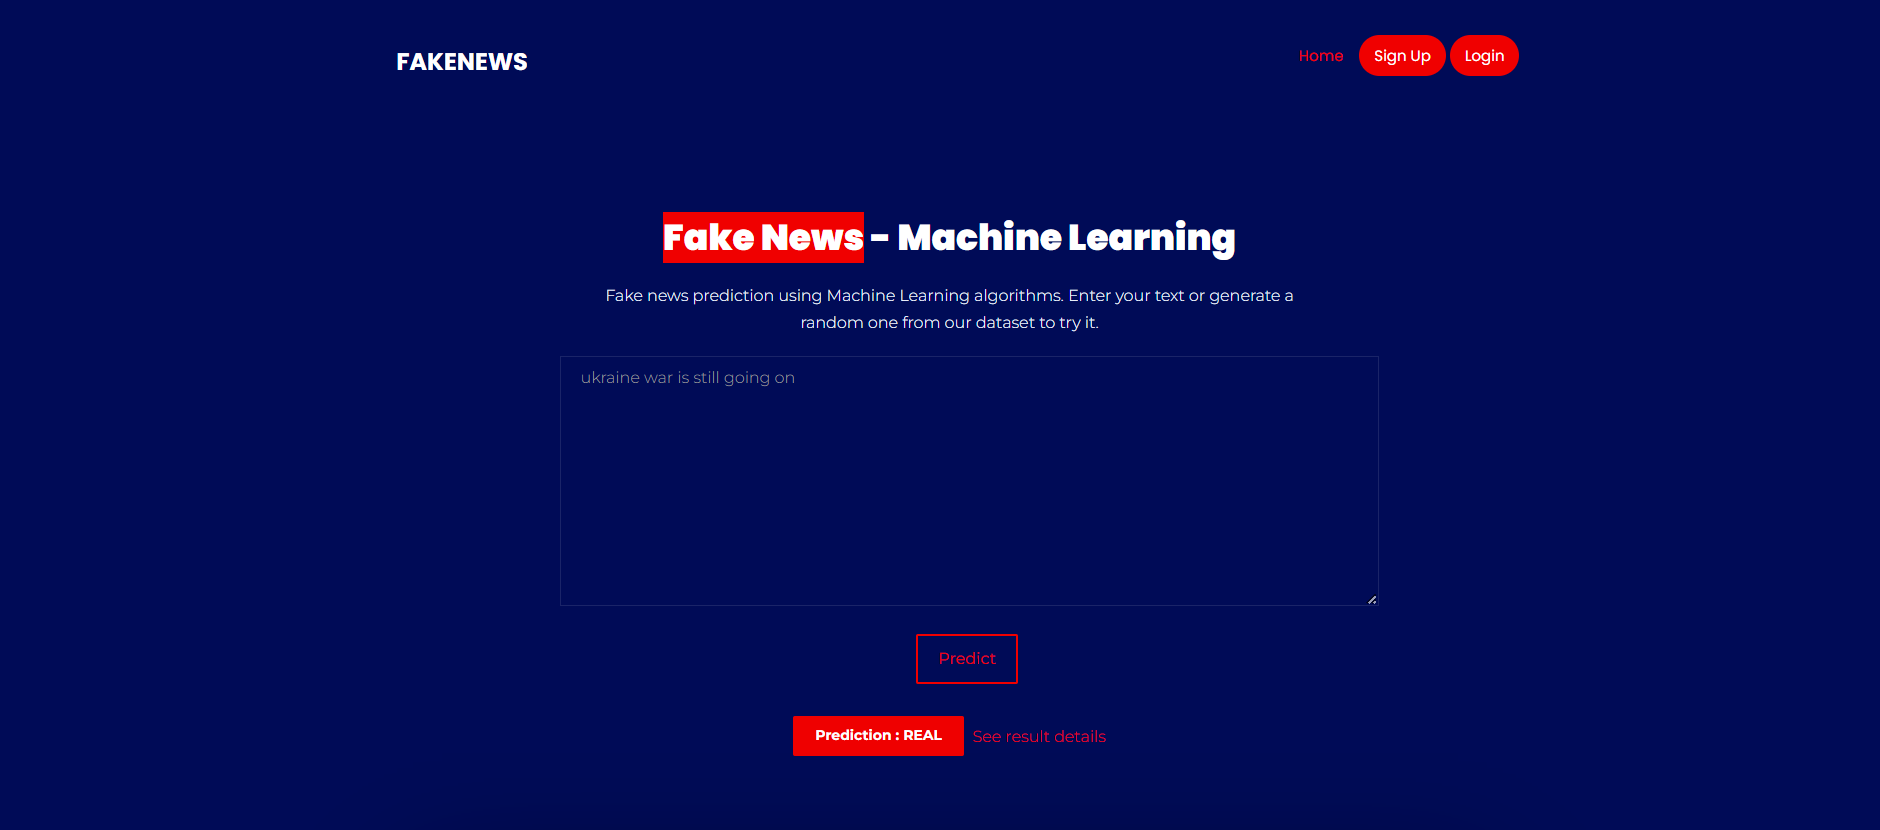 FAKENEWS
Home
Sign Up
Login
Fake News - Machine Learning
Fake news prediction using Machine Learning algorithms. Enter your text or generate a
random one from our dataset to try it.
ukraine war is still going on
Predict
Prediction : REAL
See result details